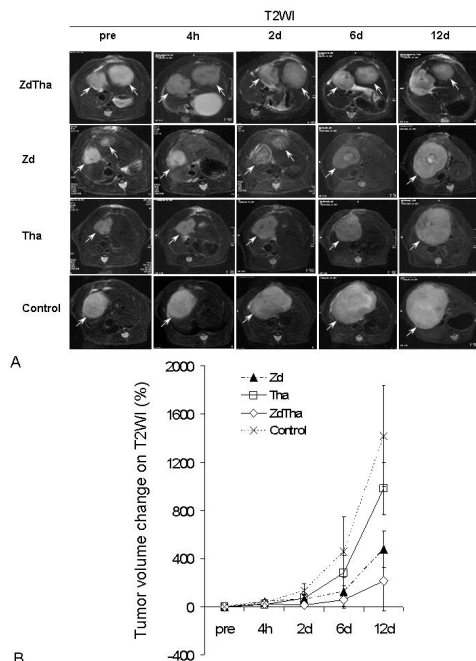 T2WI
pre 4h 2d 6d 12d
ZdTha
Zd
Tha
Control
A
2000
1600
1200
800
400
0
-400
Tumor volume change on T2WI (%)
Zd
Tha
ZdTha
Control
pre 4h 2d 6d 12d
B